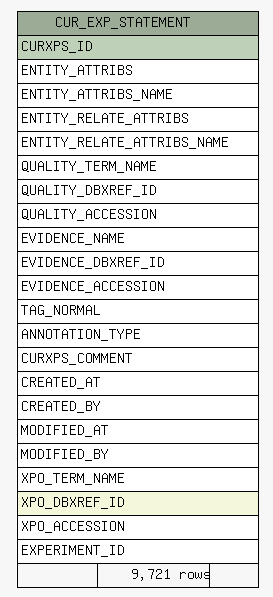 CUR_EXP_STATEMENT
CURXPS_ID
ENTITY_ATTRIBS
ENTITY_ATTRIBS_NAME
ENTITY_RELATE_ATTRIBS
ENTITY_RELATE_ATTRIBS_NAME
QUALITY_TERM_NAME
QUALITY_DBXREF_ID
QUALITY_ACCESSION
EVIDENCE_NAME
EVIDENCE_DBXREF_ID
EVIDENCE_ACCESSION
TAG_NORMAL
ANNOTATION_TYPE
CURXPS_COMMENT
CREATED_AT
CREATED_BY
MODIFIED_AT
MODIFIED_BY
XPO_TERM_NAME
XPO_DBXREF_ID
XPO_ACCESSION
EXPERIMENT_ID
9,721 rows